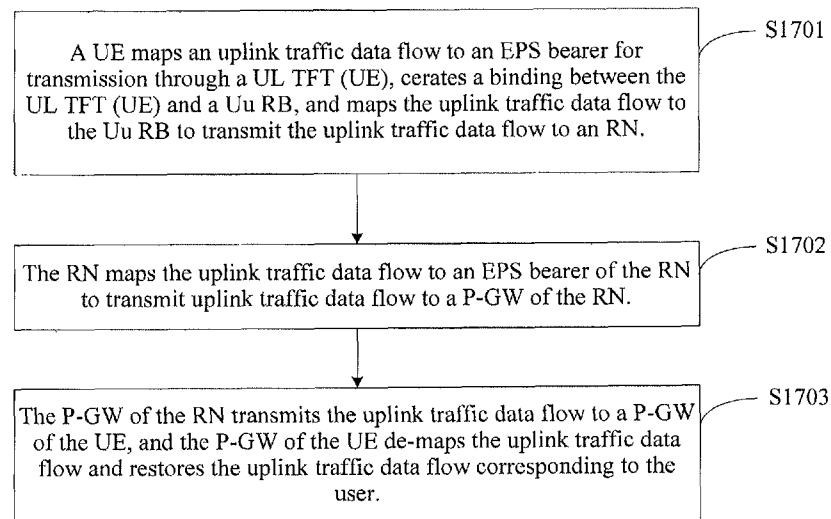 A UE maps an uplink traffic data flow to an EPS bearer for
transmission through a UL TFT (UE), cerates a binding between the
UL TFT (UE) and a Uu RB, and maps the uplink traffic data flow to
the Uu RB to transmit the uplink traffic data flow to an RN.
S1701
The RN maps the uplink traffic data flow to an EPS bearer of the RN
to transmit uplink traffic data flow to a P-GW of the RN.
S1702
The P-GW of the RN transmits the uplink traffic data flow to a P-GW
of the UE, and the P-GW of the UE de-maps the uplink traffic data
flow and restores the uplink traffic data flow corresponding to the
user.
S1703